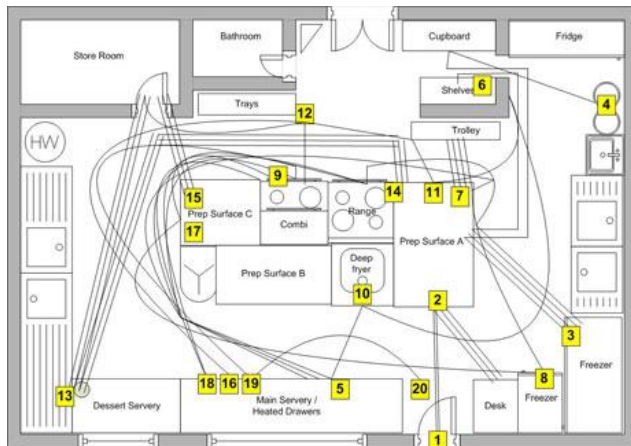 Store Room
Bathroom
Cupboard
Fridge
6
Shelves
4
Trays
12
Trolley
HW
9
15
14
11
7
Prep Surface C
Range
17
Combi
Prep Surface A
Deep
fryer
Prep Surface B
10
2
3
Freezer
13
18
16
19
5
20
8
Dessert Servery
Main Servery /
Heated Drawers
Desk
Freezer
1